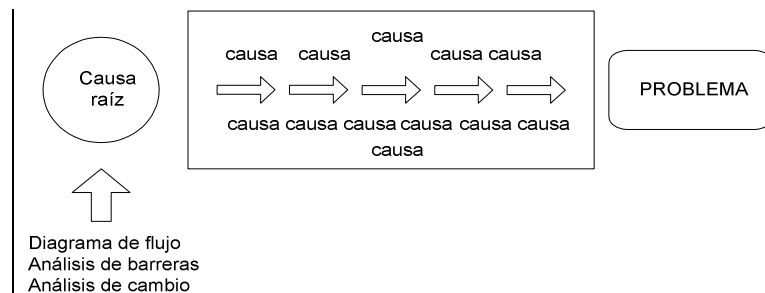 Causa
raíz
causa
causa causa causa causa
causa causa causa causa causa causa
causa
PROBLEMA
Diagrama de flujo
Análisis de barreras
Análisis de cambio